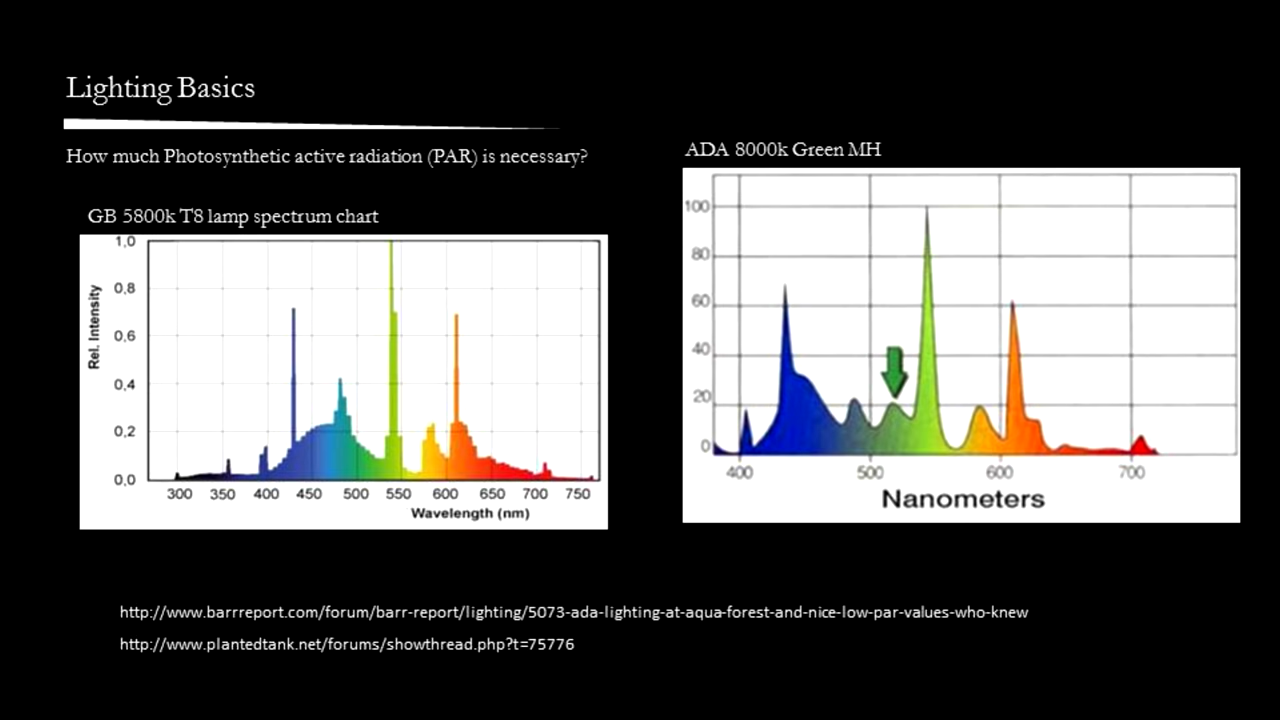 Lighting Basics
How much Photosynthetic active radiation (PAR) is necessary?
GB 5800k T8 lamp spectrum chart
1,0
0,8
0,6
0,4
0,2
0,0
Rel. Intensity
300 350 400 450 500 550 600 650 700 750
Wavelength (nm)
ADA 8000k Green MH
100
80
60
40
20
0
400 500 600 700
Nanometers
http://www.barrreport.com/forum/barr-report/lighting/5073-ada-lighting-at-aqua-forest-and-nice-low-par-values-who-knew
http://www.plantedtank.net/forums/showthread.php?t=75776